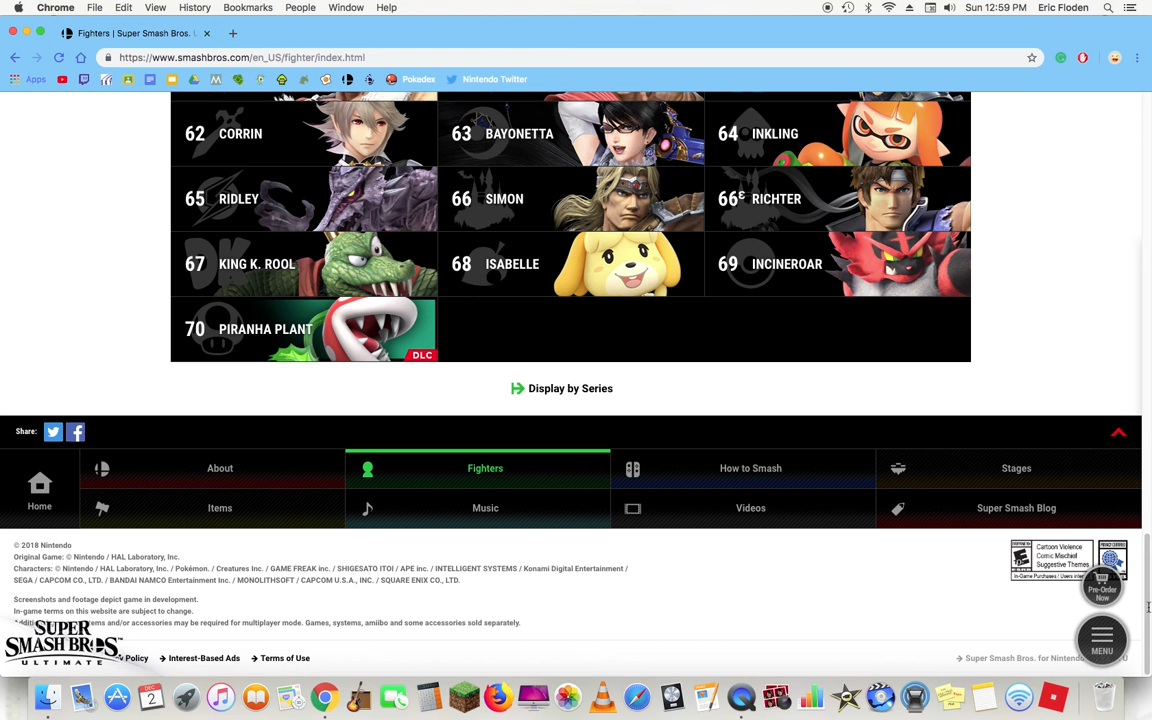 Chrome File Edit View History Bookmarks People Window Help Sun 12:59 PM Eric Floden
Fighters | Super Smash Bros.
https://www.smashbros.com/en_US/fighter/index.html
Apps Pokedex Nintendo Twitter
62 CORRIN 63 BAYONETTA 64 INKLING
65 RIDLEY 66 SIMON 66ᵋ RICHTER
67 KING K. ROOL 68 ISABELLE 69 INCINEROAR
70 PIRANHA PLANT
DLC
Display by Series
Share:
About Fighters How to Smash Stages
Home
Items Music Videos Super Smash Blog
© 2018 Nintendo
Original Game: © Nintendo / HAL Laboratory, Inc.
Characters: © Nintendo / HAL Laboratory, Inc. / Pokémon. / Creatures Inc. / GAME FREAK inc. / SHIGESATO ITOI / APE inc. / INTELLIGENT SYSTEMS / Konami Digital Entertainment /
SEGA / CAPCOM CO., LTD. / BANDAI NAMCO Entertainment Inc. / MONOLITHSOFT / CAPCOM U.S.A., INC. / SQUARE ENIX CO., LTD.
Cartoon Violence
Comic Mischief
Suggestive Themes
In-Game Purchases / Users
Pre-Order
Now
Screenshots and footage depict game in development.
In-game terms on this website are subject to change.
and/or accessories may be required for multiplayer mode. Games, systems, amiibo and some accessories sold separately.
SUPER
SMASH BROS
ULTIMATE
MENU
Policy Interest-Based Ads Terms of Use Super Smash Bros. for Nintendo
DEC
2